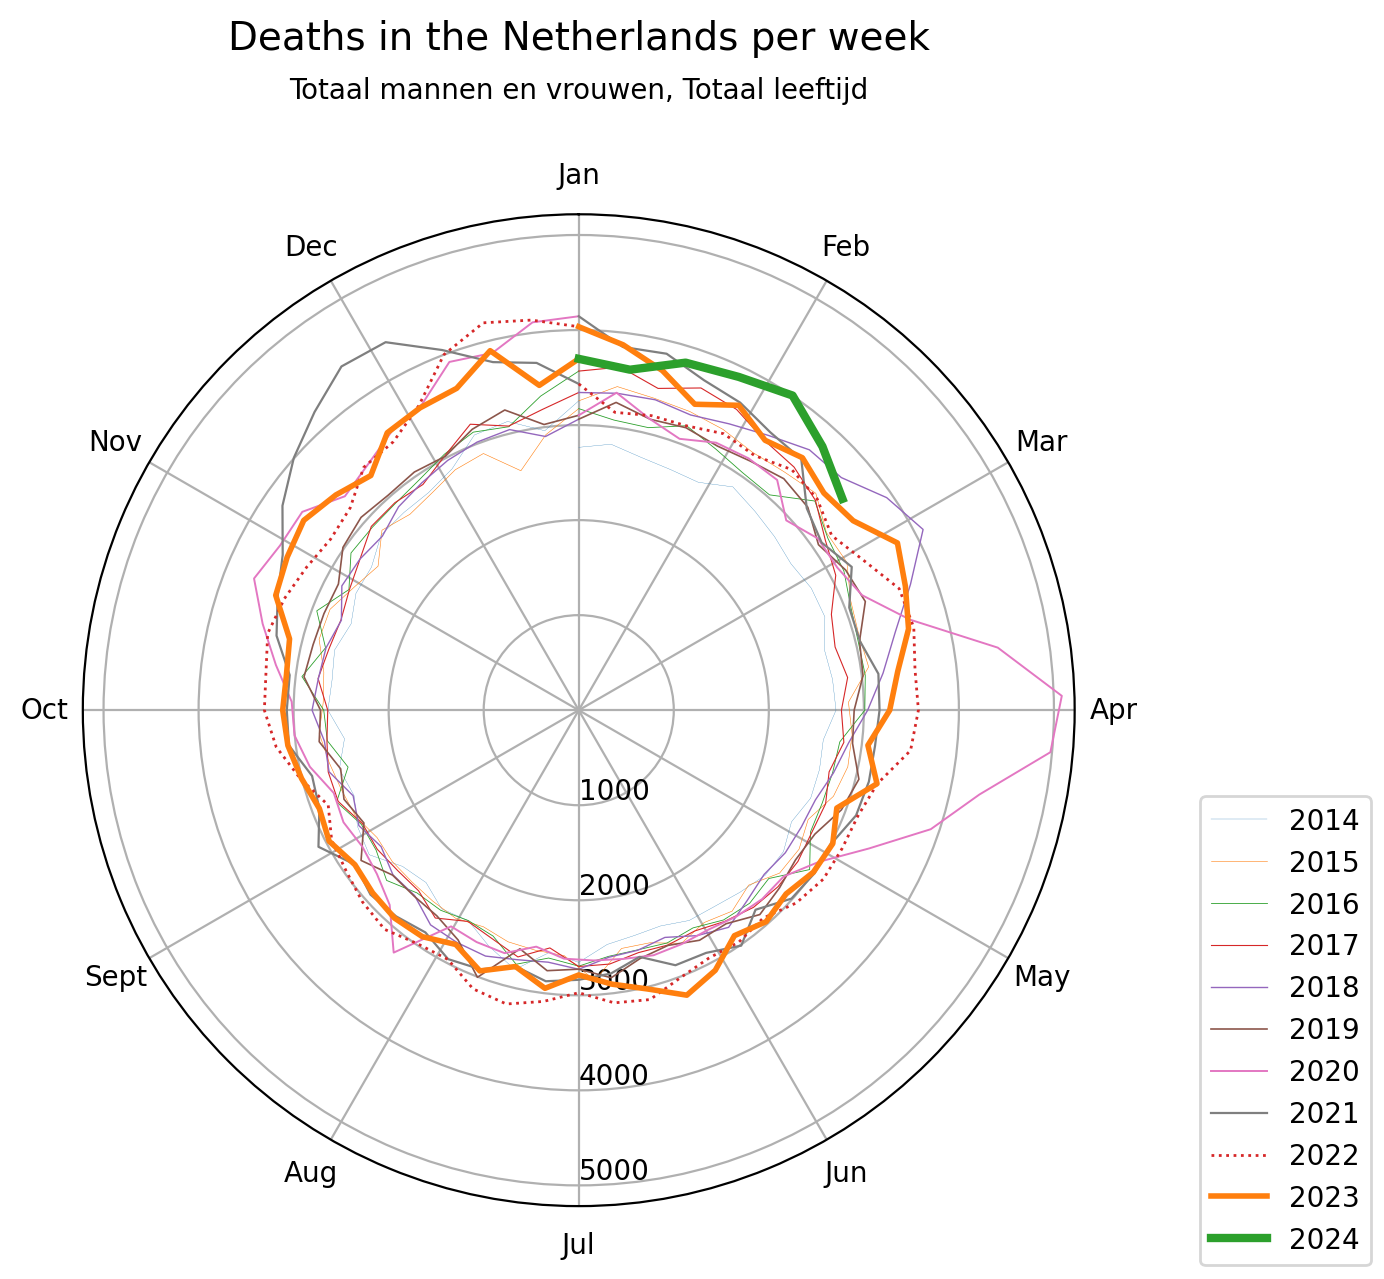 Deaths in the Netherlands per week
Totaal mannen en vrouwen, Totaal leeftijd
Jan
Dec
Feb
Nov
Mar
Oct
Apr
1000
2000
3000
4000
5000
Sept
May
Aug
Jun
Jul
2014
2015
2016
2017
2018
2019
2020
2021
2022
2023
2024